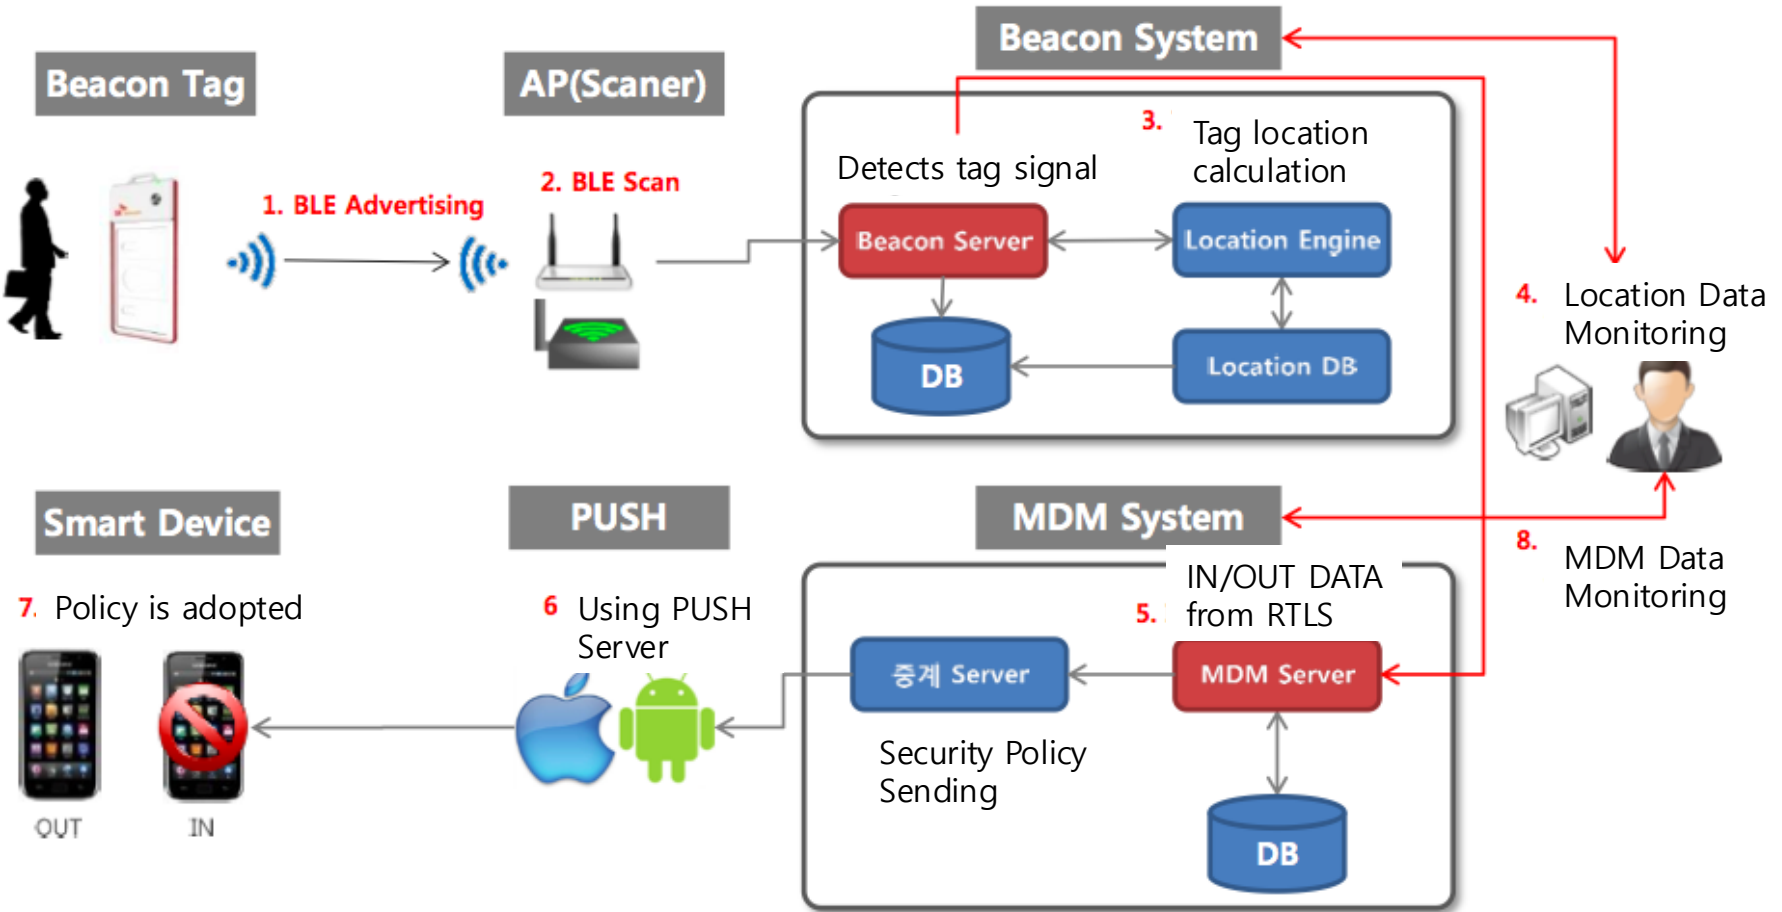 Beacon System
Beacon Tag
AP(Scaner)
3. Tag location
calculation
Detects tag signal
2. BLE Scan
1. BLE Advertising
Beacon Server
Location Engine
4. Location Data
Monitoring
DB
Location DB
Smart Device
PUSH
MDM System
8. MDM Data
Monitoring
7. Policy is adopted
6 Using PUSH
Server
5. IN/OUT DATA
from RTLS
중계 Server
MDM Server
Security Policy
Sending
OUT
IN
DB